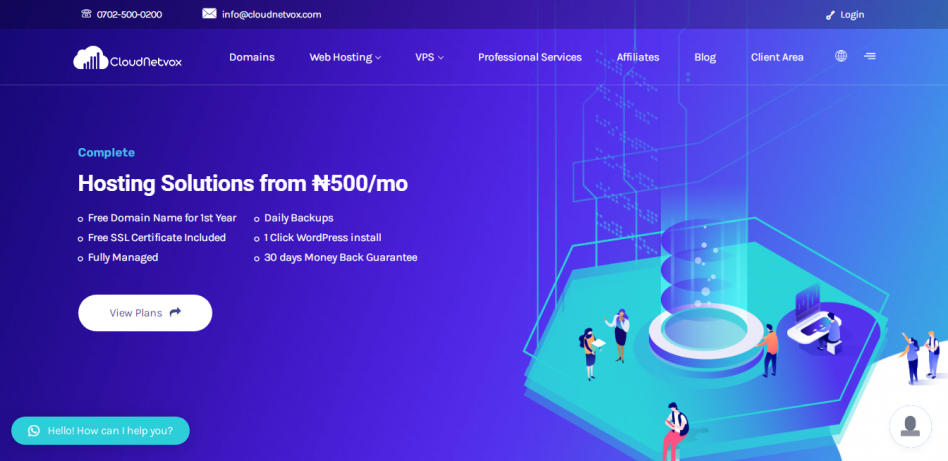 0702-500-0200 info@cloudnetvox.com Login
CloudNetvox Domains Web Hosting VPS Professional Services Affiliates Blog Client Area
Complete
Hosting Solutions from ₦500/mo
Free Domain Name for 1st Year Daily Backups
Free SSL Certificate Included 1 Click WordPress install
Fully Managed 30 days Money Back Guarantee
View Plans
Hello! How can I help you?